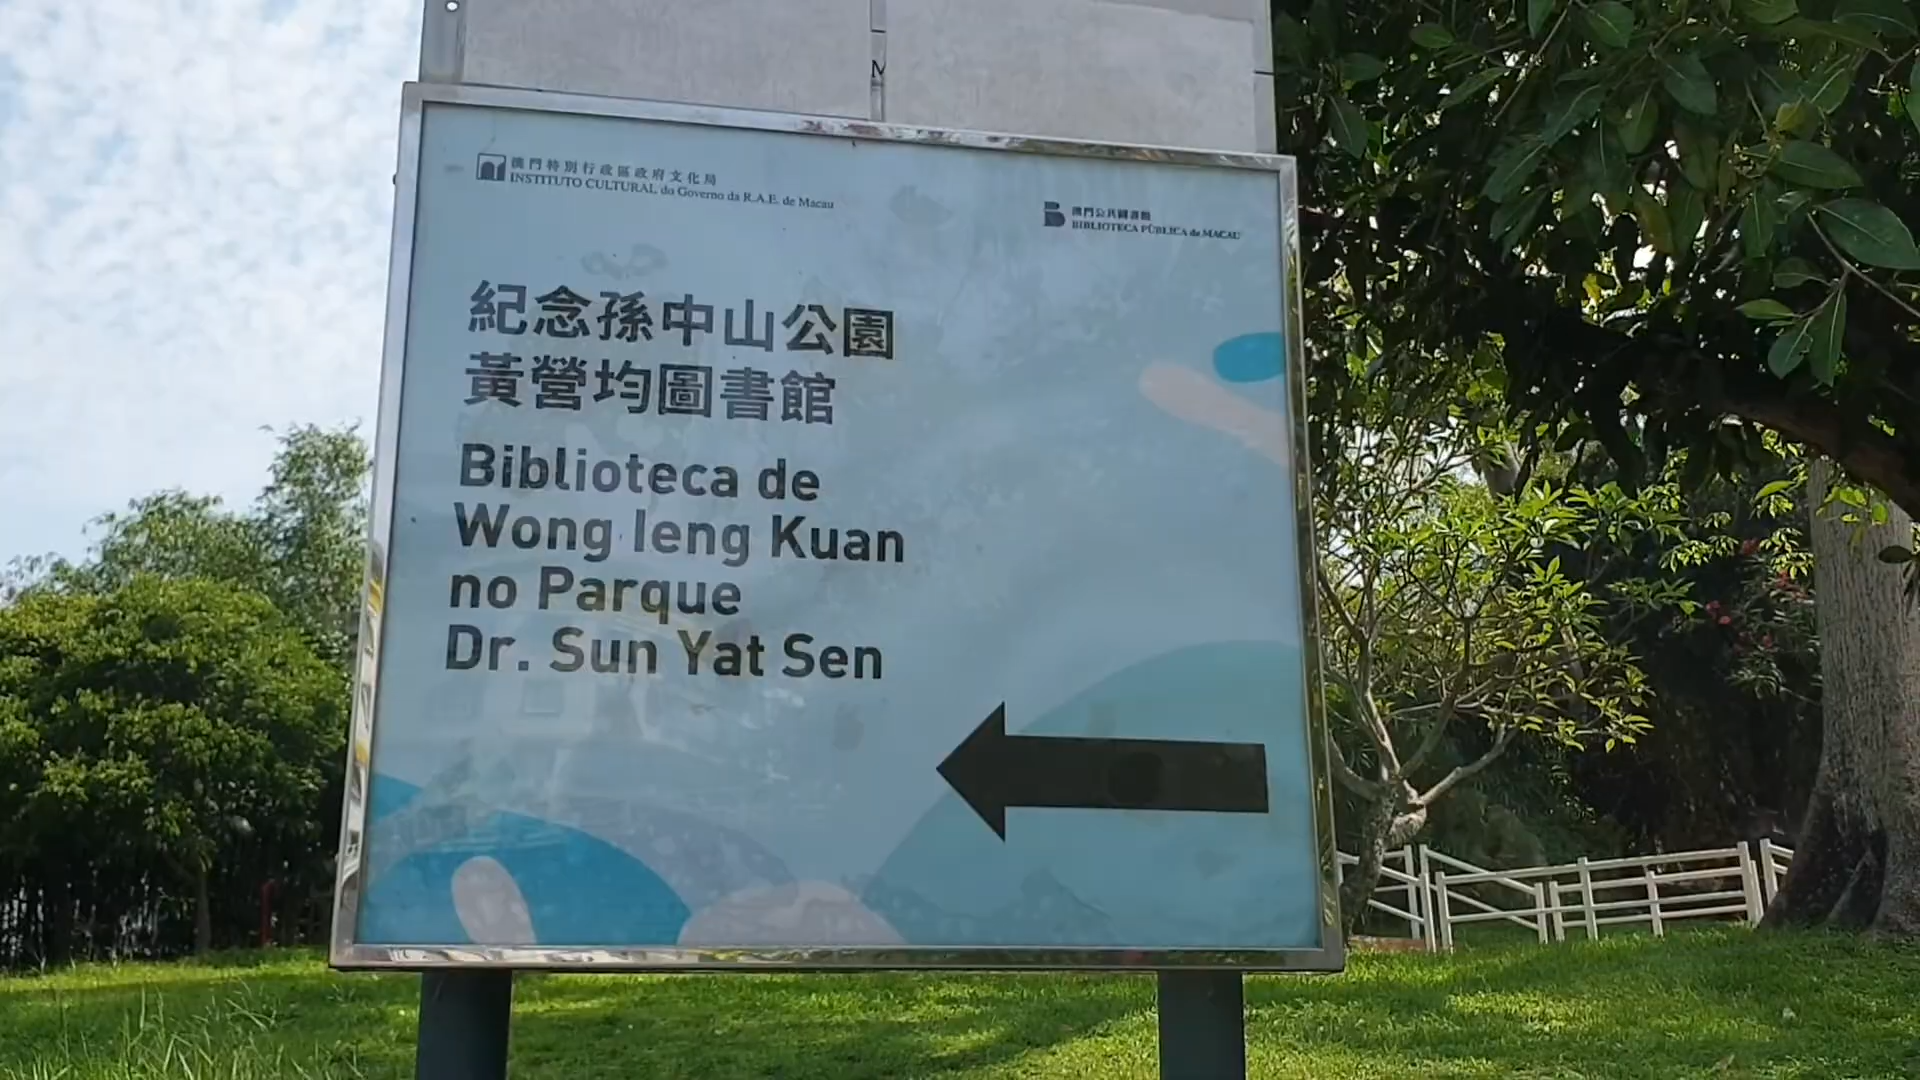 M
澳門特別行政區政府文化局
INSTITUTO CULTURAL do Governo da R.A.E. de Macau
澳門公共圖書館
BIBLIOTECA PÚBLICA de MACAU
紀念孫中山公園
黃營均圖書館
Biblioteca de
Wong Ieng Kuan
no Parque
Dr. Sun Yat Sen